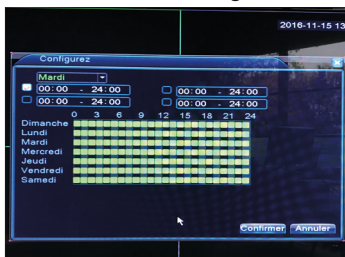 2016-11-15 13
Configurez
Mardi
00:00 - 24:00 00:00 - 24:00
00:00 - 24:00 00:00 - 24:00
0 3 6 9 12 15 18 21 24
Dimanche
Lundi
Mardi
Mercredi
Jeudi
Vendredi
Samedi
Confirmer Annuler